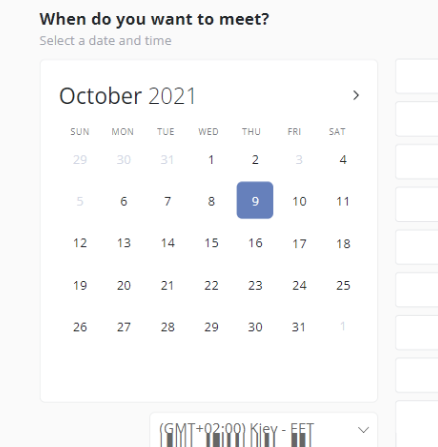 When do you want to meet?
Select a date and time
October 2021
SUN MON TUE WED THU FRI SAT
29 30 31 1 2 3 4
5 6 7 8 9 10 11
12 13 14 15 16 17 18
19 20 21 22 23 24 25
26 27 28 29 30 31 1
(GMT+02:00) Kiev - EET